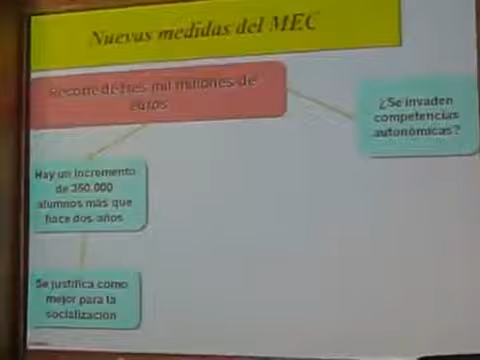 Nuevas medidas del MEC
Recorte de tres mil millones de
euros
¿Se invaden
competencias
autonómicas?
Hay un incremento
de 350.000
alumnos más que
hace dos años
Se justifica como
mejor para la
socialización